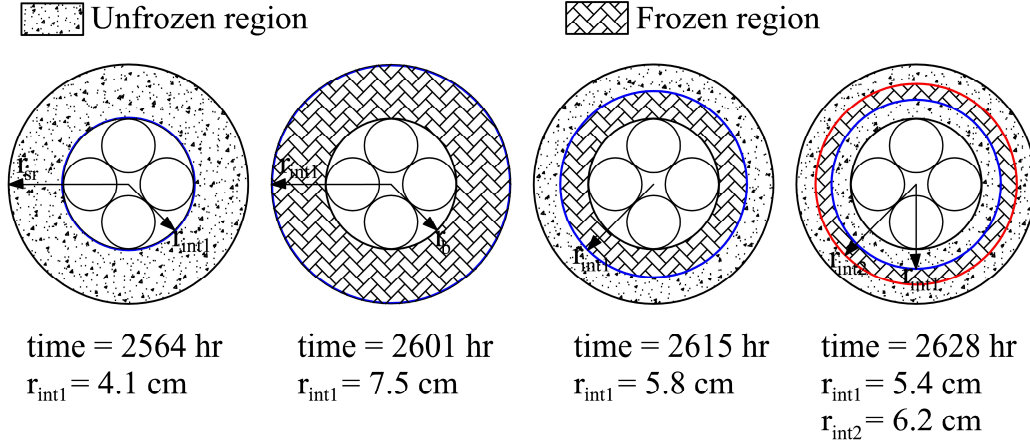 Unfrozen region
Frozen region
r_sr
r_int1
r_int1
r_b
r_int1
r_int2
r_int1
time = 2564 hr
r_int1 = 4.1 cm
time = 2601 hr
r_int1 = 7.5 cm
time = 2615 hr
r_int1 = 5.8 cm
time = 2628 hr
r_int1 = 5.4 cm
r_int2 = 6.2 cm